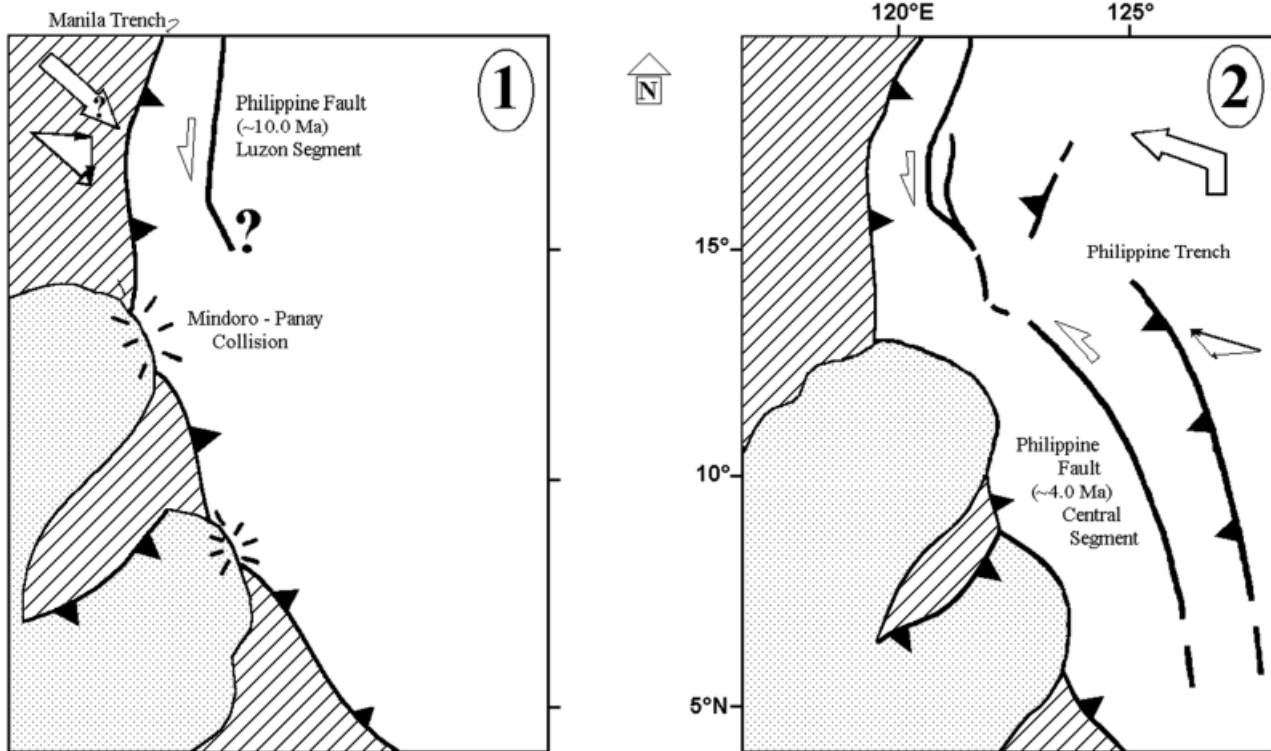 Manila Trench
1
?
Philippine Fault
(~10.0 Ma)
Luzon Segment
?
Mindoro - Panay
Collision
N
120°E
125°
2
15°
Philippine Trench
10°
Philippine
Fault
(~4.0 Ma)
Central
Segment
5°N